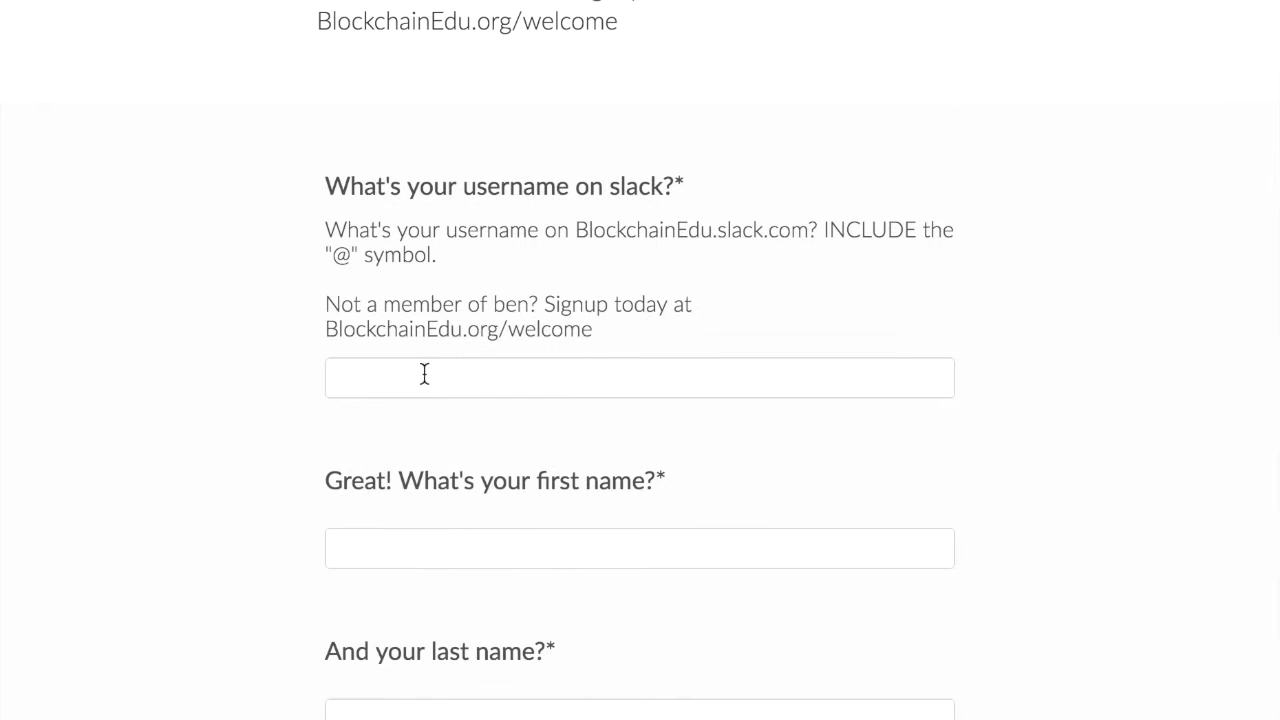 BlockchainEdu.org/welcome
What's your username on slack?*
What's your username on BlockchainEdu.slack.com? INCLUDE the
"@" symbol.
Not a member of ben? Signup today at
BlockchainEdu.org/welcome
Great! What's your first name?*
And your last name?*